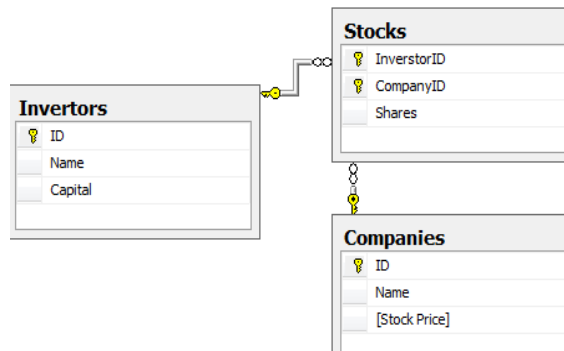 Stocks
InverstorID
CompanyID
Shares
Invertors
ID
Name
Capital
Companies
ID
Name
[Stock Price]